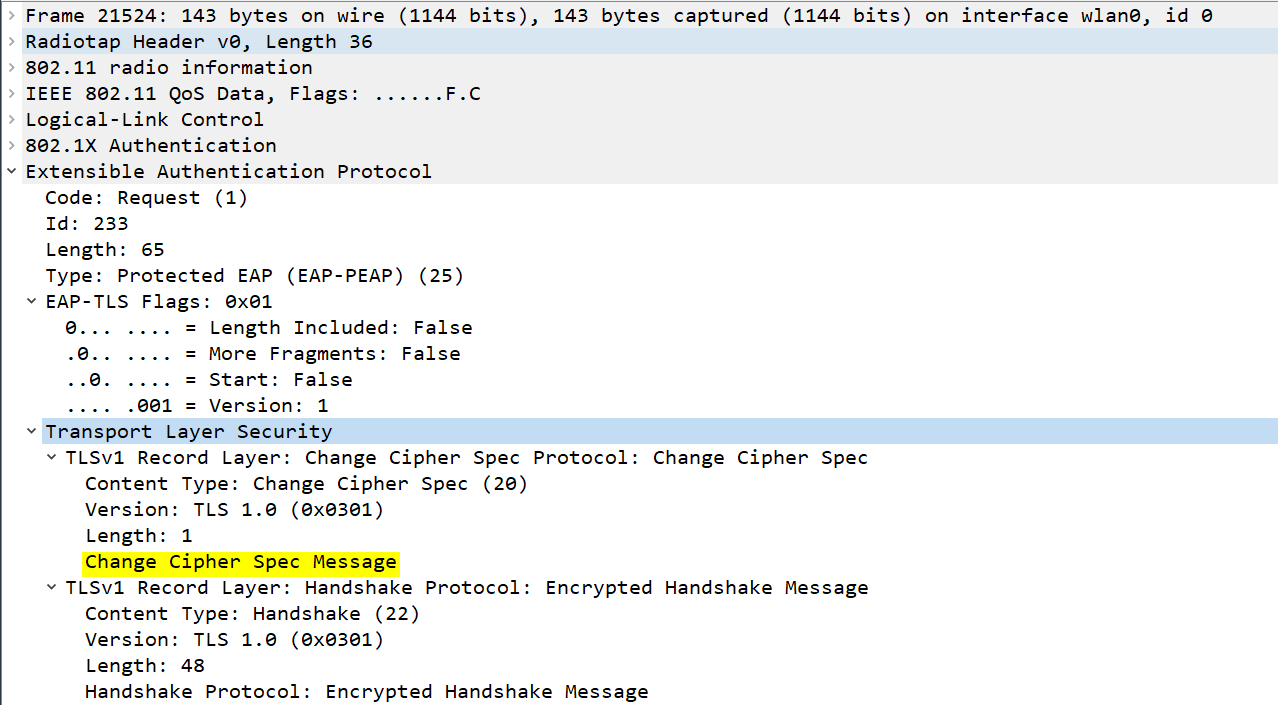 Frame 21524: 143 bytes on wire (1144 bits), 143 bytes captured (1144 bits) on interface wlan0, id 0
Radiotap Header v0, Length 36
802.11 radio information
IEEE 802.11 QoS Data, Flags: ......F.C
Logical-Link Control
802.1X Authentication
Extensible Authentication Protocol
Code: Request (1)
Id: 233
Length: 65
Type: Protected EAP (EAP-PEAP) (25)
EAP-TLS Flags: 0x01
0... .... = Length Included: False
.0.. .... = More Fragments: False
..0. .... = Start: False
.... .001 = Version: 1
Transport Layer Security
TLSv1 Record Layer: Change Cipher Spec Protocol: Change Cipher Spec
Content Type: Change Cipher Spec (20)
Version: TLS 1.0 (0x0301)
Length: 1
Change Cipher Spec Message
TLSv1 Record Layer: Handshake Protocol: Encrypted Handshake Message
Content Type: Handshake (22)
Version: TLS 1.0 (0x0301)
Length: 48
Handshake Protocol: Encrypted Handshake Message